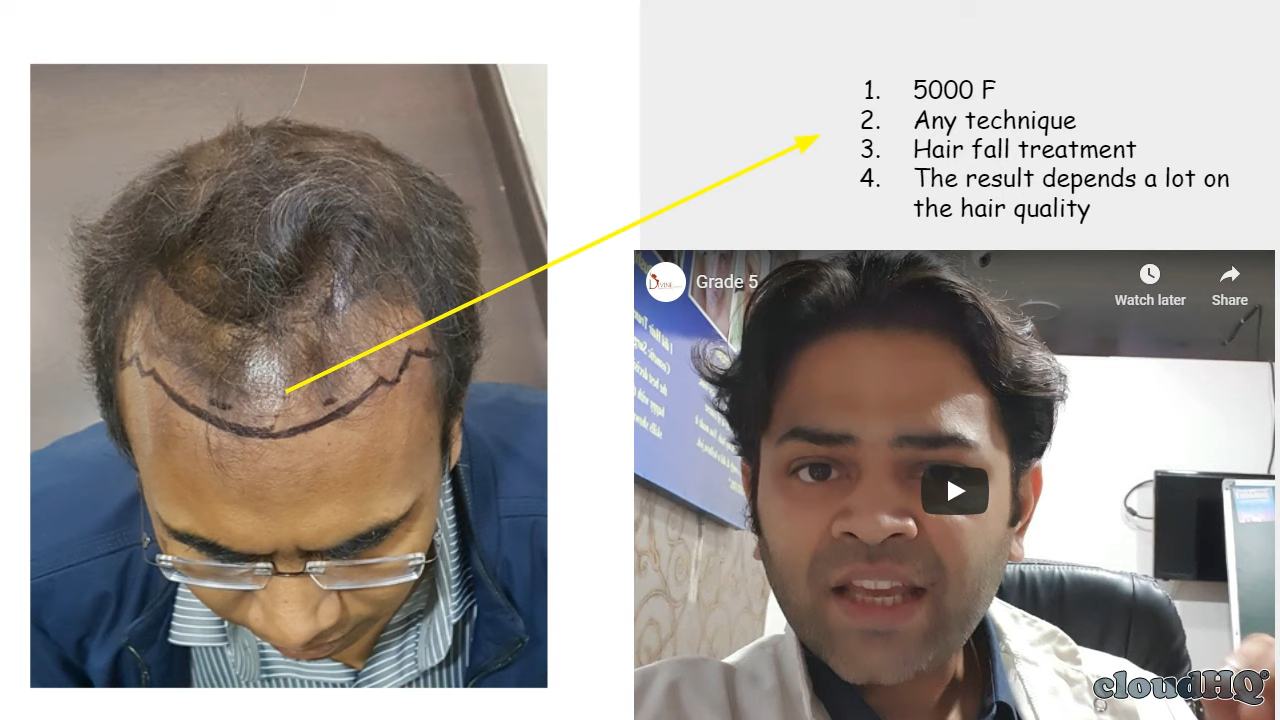 1. 5000 F
2. Any technique
3. Hair fall treatment
4. The result depends a lot on
the hair quality
DIVINE
Grade 5
Watch later
Share
cloudHQ